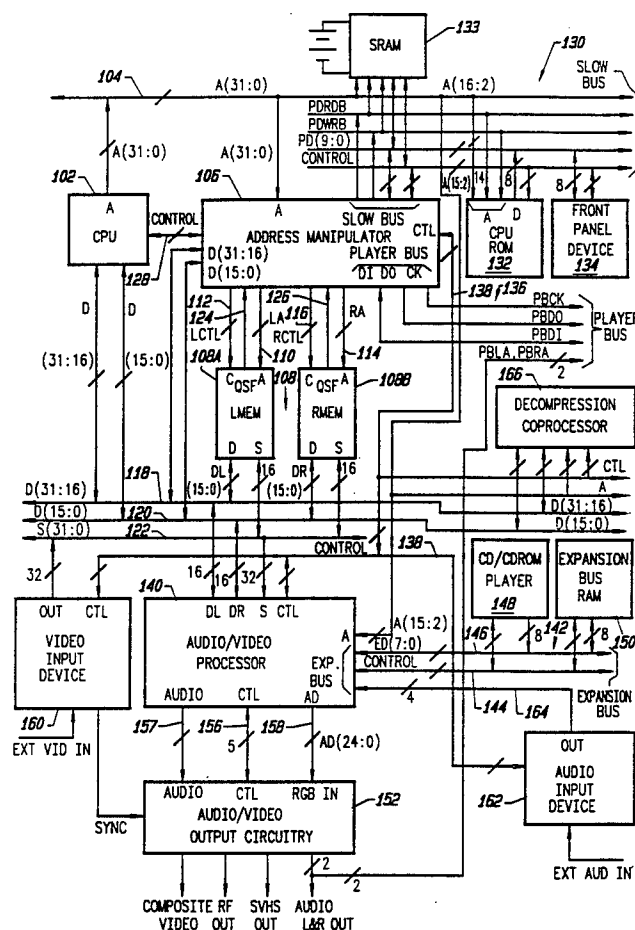 SRAM
133
130
104
A(31:0)
A(16:2)
SLOW BUS
PDRDB
PDWRB
PD(9:0)
CONTROL
A(31:0)
A(31:0)
A(15:2)
14
8
8
102
A
CPU
CONTROL
128
106
A
SLOW BUS
CTL
ADDRESS MANIPULATOR
D(31:16)
PLAYER BUS
D(15:0)
DI DO CK
A D
CPU ROM
132
FRONT PANEL DEVICE
134
138
136
PBCK
PBDO
PBDI
PBLA, PBRA
2
PLAYER BUS
D
D
(31:16)
(15:0)
112
124
LCTL
126
LA
116
RCTL
RA
110
114
108A
108
108B
C QSF A
LMEM
D S
C QSF A
RMEM
D S
166
DECOMPRESSION COPROCESSOR
CTL
A
D(31:16)
D(15:0)
DL
(15:0)
16
DR
(15:0)
16
118
D(31:16)
120
D(15:0)
122
S(31:0)
CONTROL
138
32
16
16
32
OUT CTL
VIDEO INPUT DEVICE
160
EXT VID IN
SYNC
140
DL DR S CTL
AUDIO/VIDEO PROCESSOR
A
EXP. BUS
AUDIO CTL AD
A(15:2)
ED(7:0)
CONTROL
4
CD/CDROM PLAYER
148
EXPANSION BUS RAM
150
146
8
142
8
144
164
EXPANSION BUS
157
156
158
5
AD(24:0)
AUDIO CTL RGB IN
AUDIO/VIDEO OUTPUT CIRCUITRY
152
OUT
AUDIO INPUT DEVICE
162
EXT AUD IN
2
2
COMPOSITE VIDEO
RF OUT
SVHS OUT
AUDIO L&R OUT